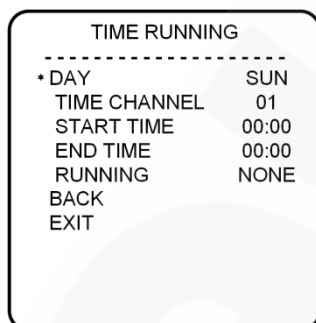 TIME RUNNING
- - - - - - - - - - - - - - - - - - - - -
* DAY SUN
TIME CHANNEL 01
START TIME 00:00
END TIME 00:00
RUNNING NONE
BACK
EXIT